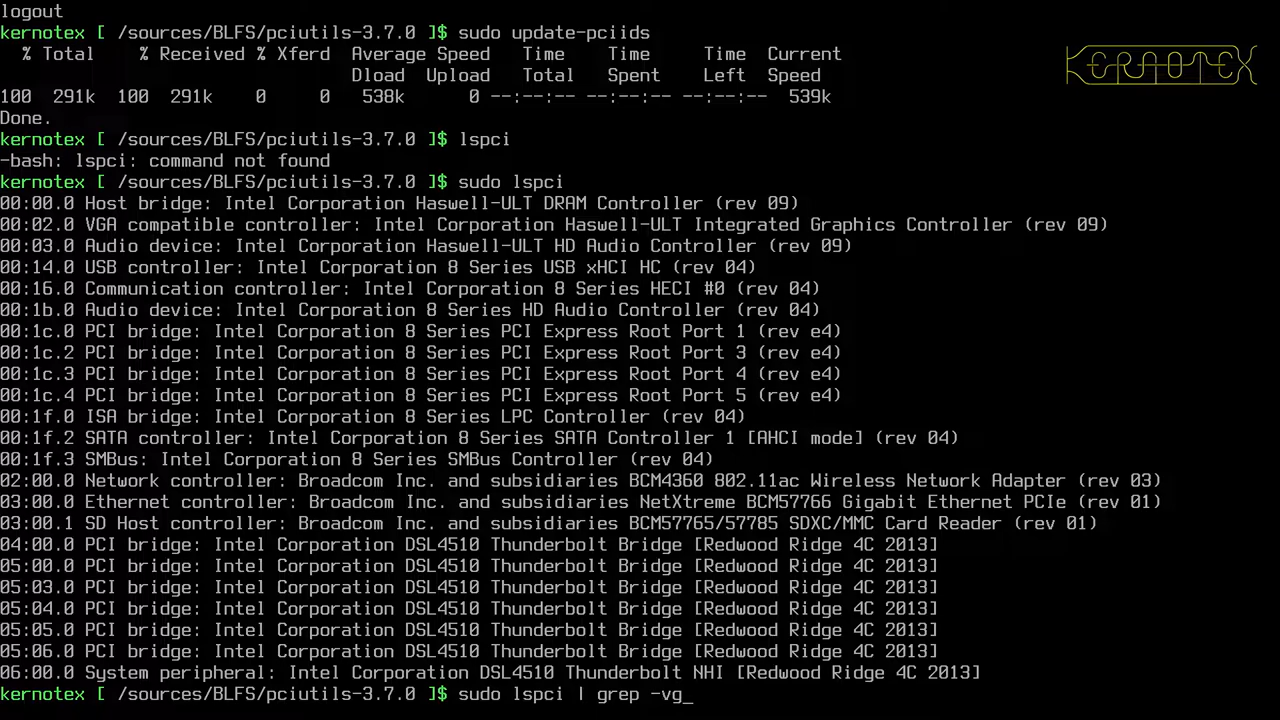 logout
kernotex [ /sources/BLFS/pciutils-3.7.0 ]$ sudo update-pciids
% Total % Received % Xferd Average Speed Time Time Time Current
Dload Upload Total Spent Left Speed
100 291k 100 291k 0 0 538k 0 --:--:-- --:--:-- --:--:-- 539k
KERNOTEX
Done.
kernotex [ /sources/BLFS/pciutils-3.7.0 ]$ lspci
-bash: lspci: command not found
kernotex [ /sources/BLFS/pciutils-3.7.0 ]$ sudo lspci
00:00.0 Host bridge: Intel Corporation Haswell-ULT DRAM Controller (rev 09)
00:02.0 VGA compatible controller: Intel Corporation Haswell-ULT Integrated Graphics Controller (rev 09)
00:03.0 Audio device: Intel Corporation Haswell-ULT HD Audio Controller (rev 09)
00:14.0 USB controller: Intel Corporation 8 Series USB xHCI HC (rev 04)
00:16.0 Communication controller: Intel Corporation 8 Series HECI #0 (rev 04)
00:1b.0 Audio device: Intel Corporation 8 Series HD Audio Controller (rev 04)
00:1c.0 PCI bridge: Intel Corporation 8 Series PCI Express Root Port 1 (rev e4)
00:1c.2 PCI bridge: Intel Corporation 8 Series PCI Express Root Port 3 (rev e4)
00:1c.3 PCI bridge: Intel Corporation 8 Series PCI Express Root Port 4 (rev e4)
00:1c.4 PCI bridge: Intel Corporation 8 Series PCI Express Root Port 5 (rev e4)
00:1f.0 ISA bridge: Intel Corporation 8 Series LPC Controller (rev 04)
00:1f.2 SATA controller: Intel Corporation 8 Series SATA Controller 1 [AHCI mode] (rev 04)
00:1f.3 SMBus: Intel Corporation 8 Series SMBus Controller (rev 04)
02:00.0 Network controller: Broadcom Inc. and subsidiaries BCM4360 802.11ac Wireless Network Adapter (rev 03)
03:00.0 Ethernet controller: Broadcom Inc. and subsidiaries NetXtreme BCM57766 Gigabit Ethernet PCIe (rev 01)
03:00.1 SD Host controller: Broadcom Inc. and subsidiaries BCM57765/57785 SDXC/MMC Card Reader (rev 01)
04:00.0 PCI bridge: Intel Corporation DSL4510 Thunderbolt Bridge [Redwood Ridge 4C 2013]
05:00.0 PCI bridge: Intel Corporation DSL4510 Thunderbolt Bridge [Redwood Ridge 4C 2013]
05:03.0 PCI bridge: Intel Corporation DSL4510 Thunderbolt Bridge [Redwood Ridge 4C 2013]
05:04.0 PCI bridge: Intel Corporation DSL4510 Thunderbolt Bridge [Redwood Ridge 4C 2013]
05:05.0 PCI bridge: Intel Corporation DSL4510 Thunderbolt Bridge [Redwood Ridge 4C 2013]
05:06.0 PCI bridge: Intel Corporation DSL4510 Thunderbolt Bridge [Redwood Ridge 4C 2013]
06:00.0 System peripheral: Intel Corporation DSL4510 Thunderbolt NHI [Redwood Ridge 4C 2013]
kernotex [ /sources/BLFS/pciutils-3.7.0 ]$ sudo lspci | grep -vg_